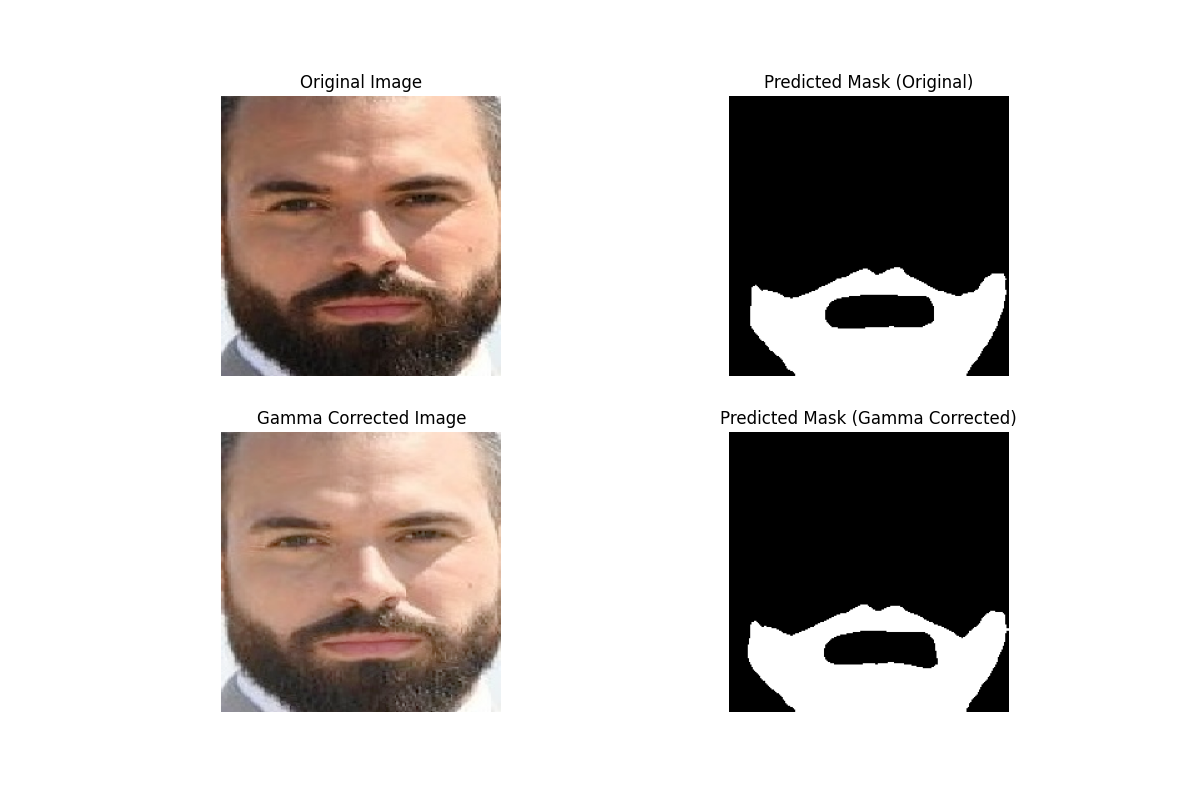 Original Image
Predicted Mask (Original)
Gamma Corrected Image
Predicted Mask (Gamma Corrected)